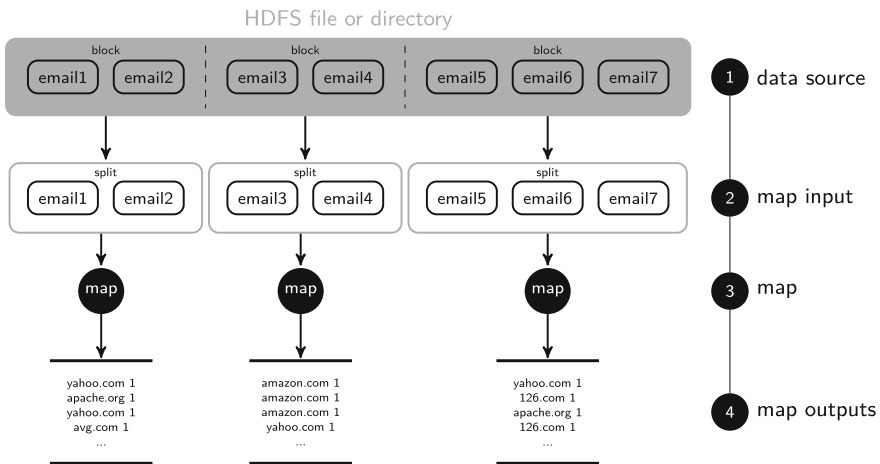 HDFS file or directory
block block block
email1 email2 email3 email4 email5 email6 email7
1 data source
split split split
email1 email2 email3 email4 email5 email6 email7
2 map input
map map map
3 map
yahoo.com 1 amazon.com 1 yahoo.com 1
apache.org 1 amazon.com 1 126.com 1
yahoo.com 1 amazon.com 1 apache.org 1
avg.com 1 yahoo.com 1 126.com 1
... ... ...
4 map outputs